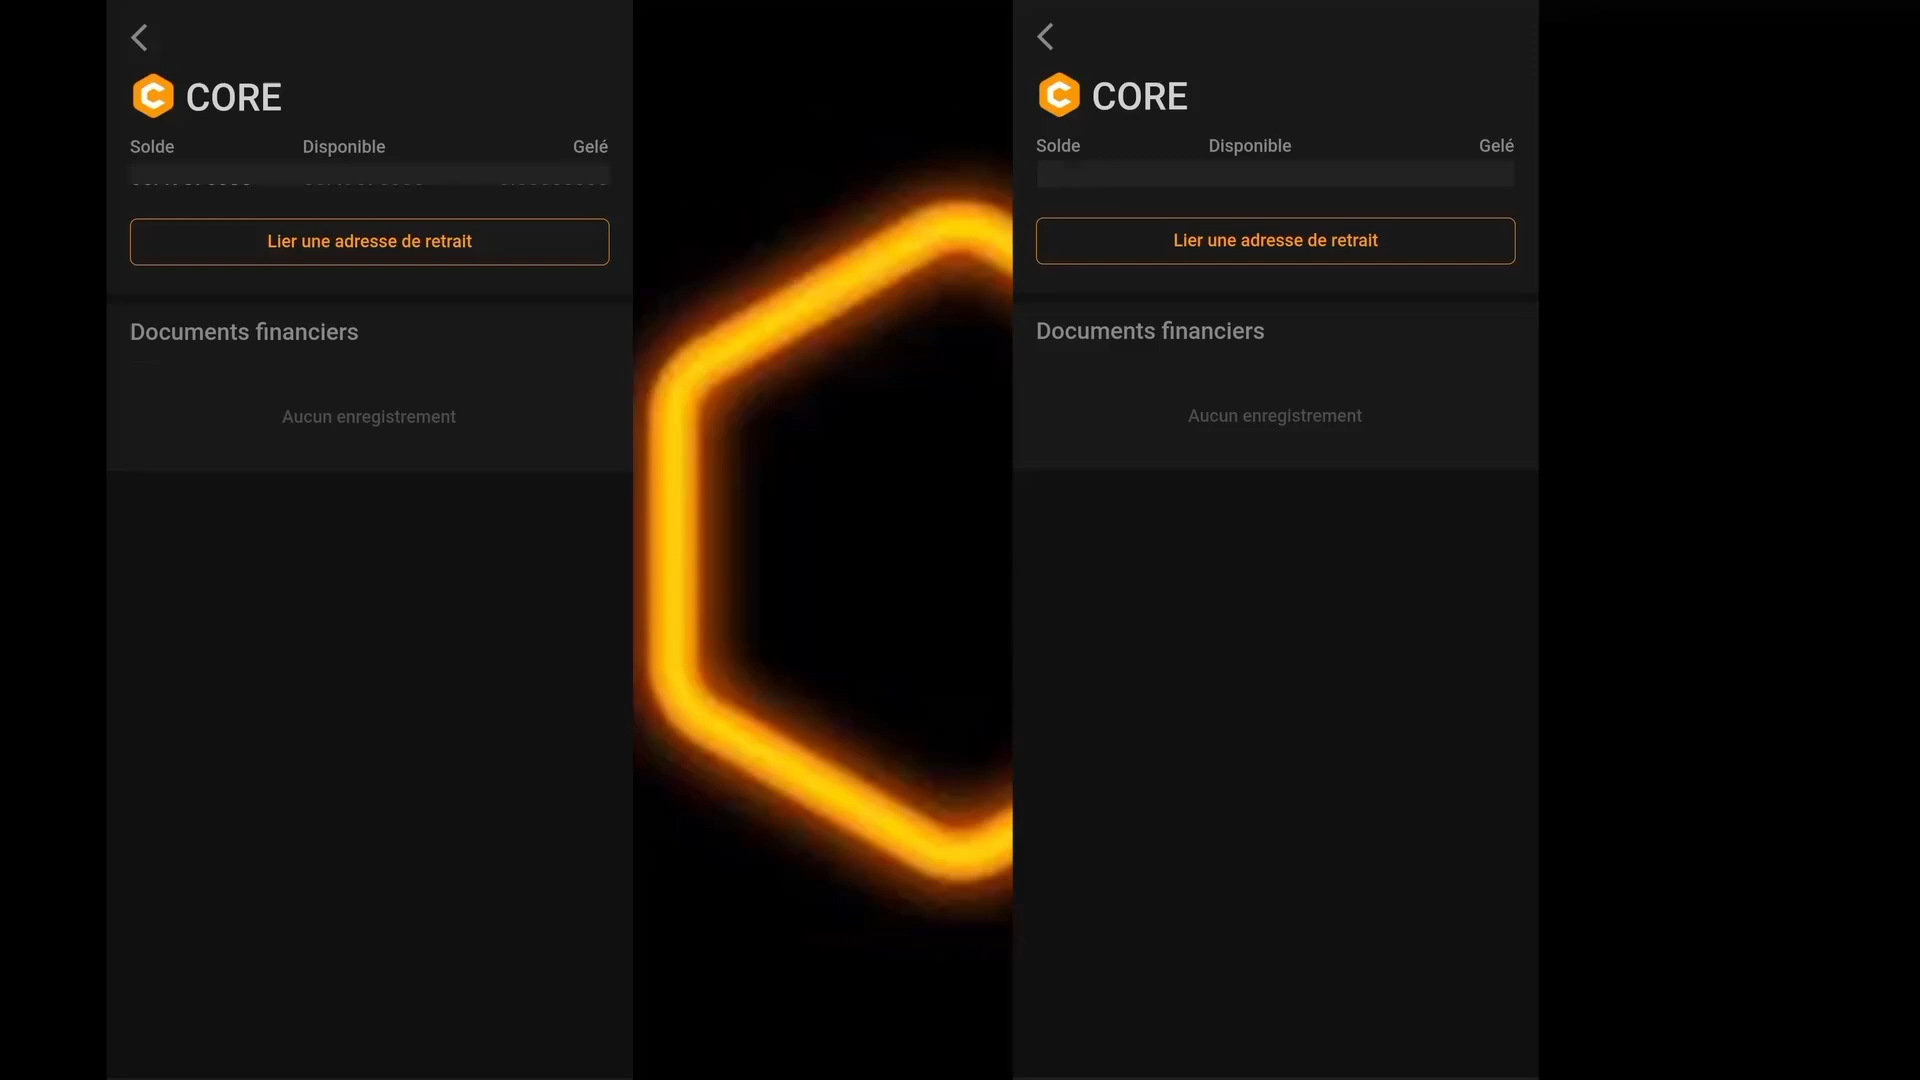 CORE
Solde Disponible Gelé
Lier une adresse de retrait
Documents financiers
Aucun enregistrement
CORE
Solde Disponible Gelé
Lier une adresse de retrait
Documents financiers
Aucun enregistrement